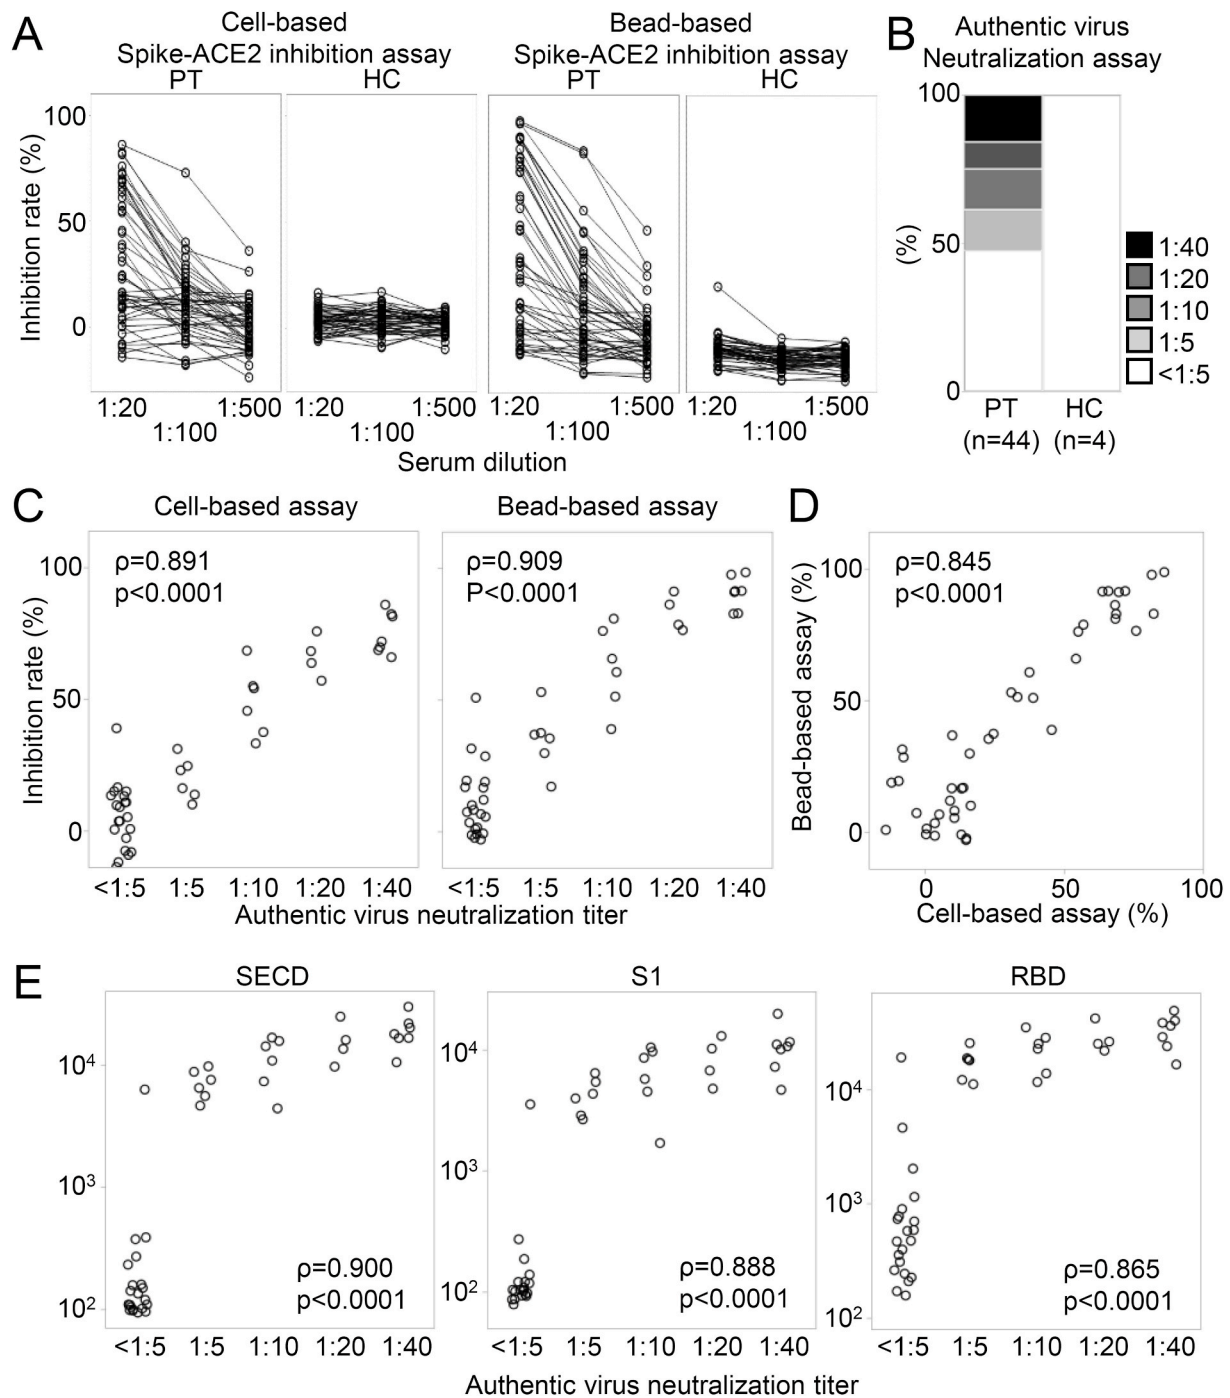 A
Cell-based
Spike-ACE2 inhibition assay
PT
HC
Bead-based
Spike-ACE2 inhibition assay
PT
HC
Inhibition rate (%)
100
50
0
1:20
1:100
1:500
1:20
1:100
1:500
1:20
1:100
1:500
1:20
1:100
1:500
Serum dilution
B
Authentic virus
Neutralization assay
100
50
0
(%)
PT
(n=44)
HC
(n=4)
1:40
1:20
1:10
1:5
<1:5
C
Cell-based assay
ρ=0.891
p<0.0001
Bead-based assay
ρ=0.909
P<0.0001
Inhibition rate (%)
100
50
0
<1:5 1:5 1:10 1:20 1:40
<1:5 1:5 1:10 1:20 1:40
Authentic virus neutralization titer
D
ρ=0.845
p<0.0001
Bead-based assay (%)
100
50
0
0 50 100
Cell-based assay (%)
E
SECD
10⁴
10³
10²
ρ=0.900
p<0.0001
<1:5 1:5 1:10 1:20 1:40
S1
10⁴
10³
10²
ρ=0.888
p<0.0001
<1:5 1:5 1:10 1:20 1:40
RBD
10⁴
10³
10²
ρ=0.865
p<0.0001
<1:5 1:5 1:10 1:20 1:40
Authentic virus neutralization titer